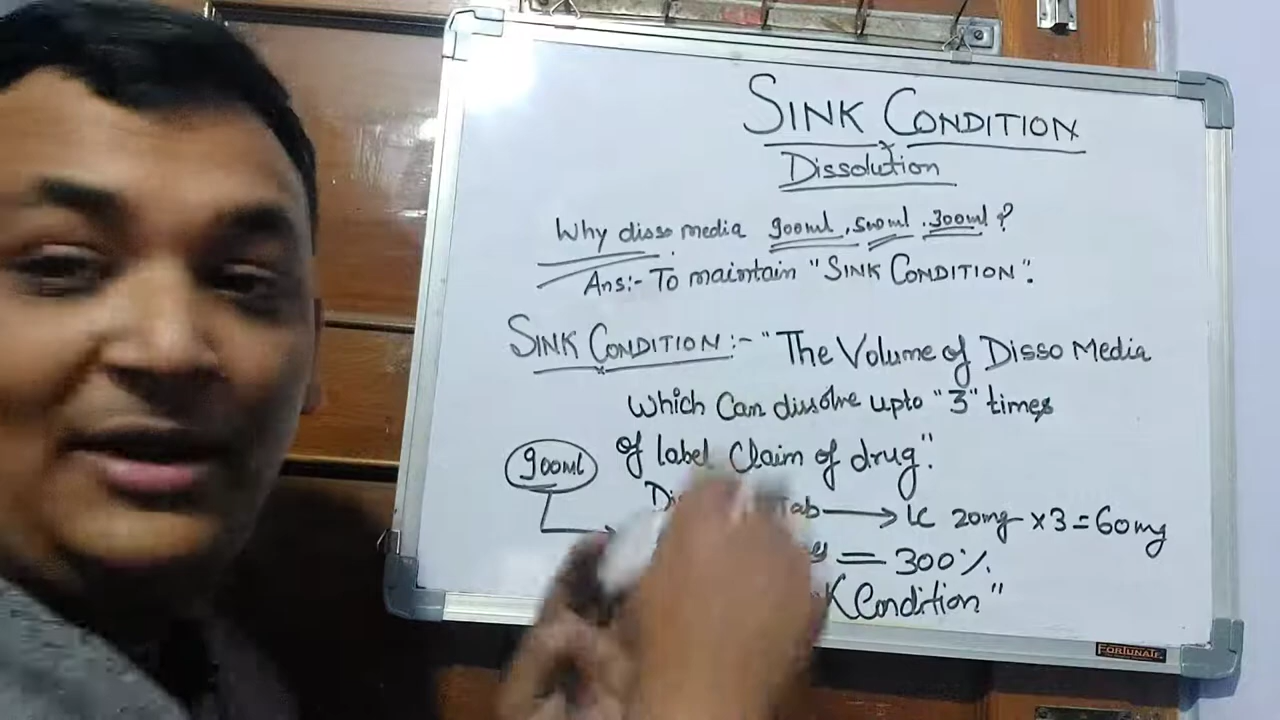 SINK CONDITION
Dissolution
Why disso media 900ml, 500ml, 300ml?
Ans:- To maintain "SINK CONDITION".
SINK CONDITION:- "The Volume of Disso Media
which Can dissolve upto "3" times
of label Claim of drug".
900ml
Tab → LC 20mg x 3 = 60mg
= 300%
Condition"
FORTUNATE